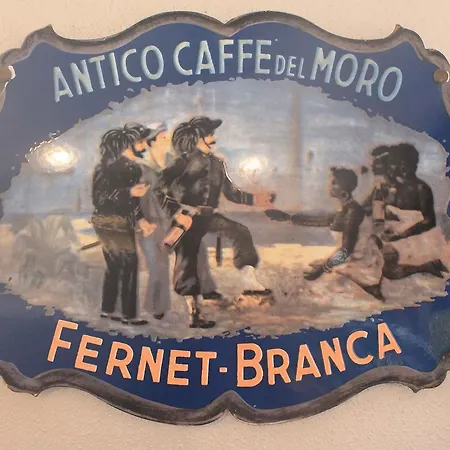 ANTICO CAFFE DEL MORO
FERNET-BRANCA